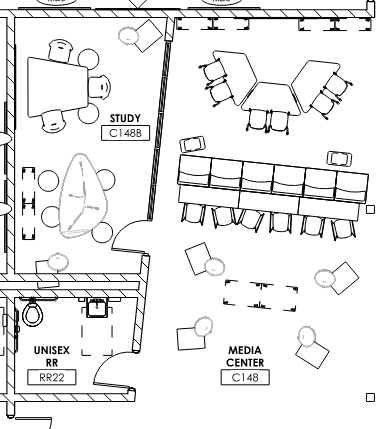 STUDY
C148B
UNISEX
RR
RR22
MEDIA
CENTER
C148